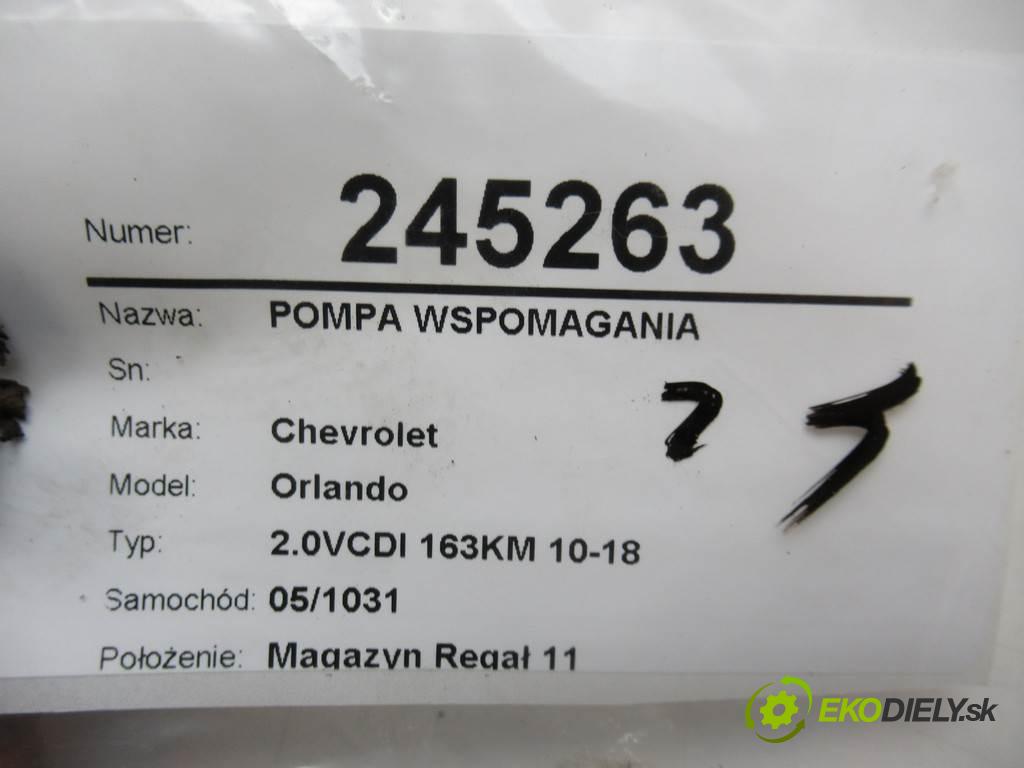 Numer: 245263
Nazwa: POMPA WSPOMAGANIA
Sn:
Marka: Chevrolet
Model: Orlando
Typ: 2.0VCDI 163KM 10-18
Samochód: 05/1031
Położenie: Magazyn Regał 11
EKODIELY.sk